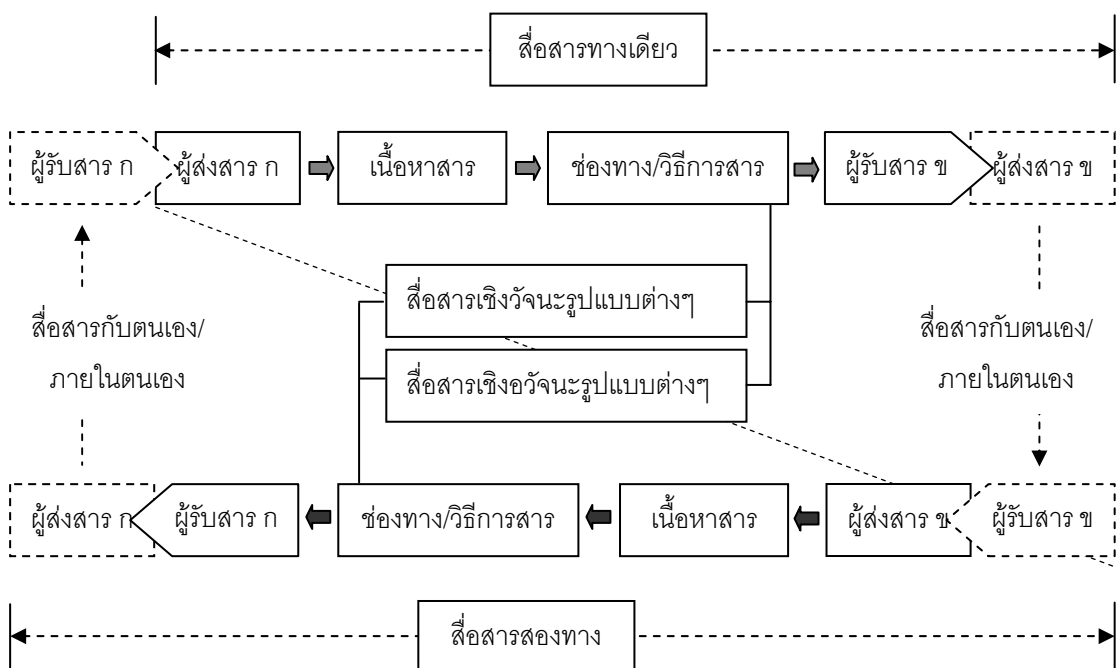 สื่อสารทางเดียว
ผู้รับสาร ก
ผู้ส่งสาร ก
เนื้อหาสาร
ช่องทาง/วิธีการสาร
ผู้รับสาร ข
ผู้ส่งสาร ข
สื่อสารเชิงวัจนะรูปแบบต่างๆ
สื่อสารเชิงอวัจนะรูปแบบต่างๆ
สื่อสารกับตนเอง/
ภายในตนเอง
สื่อสารกับตนเอง/
ภายในตนเอง
ผู้ส่งสาร ก
ผู้รับสาร ก
ช่องทาง/วิธีการสาร
เนื้อหาสาร
ผู้ส่งสาร ข
ผู้รับสาร ข
สื่อสารสองทาง